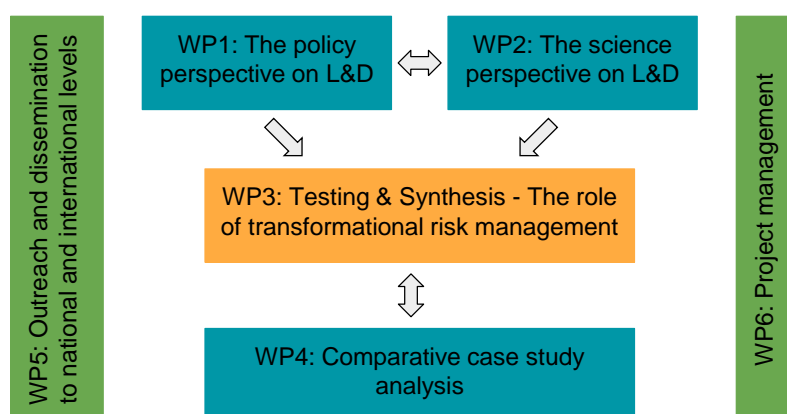 WP5: Outreach and dissemination
to national and international levels
WP1: The policy
perspective on L&D
WP2: The science
perspective on L&D
WP3: Testing & Synthesis - The role
of transformational risk management
WP4: Comparative case study
analysis
WP6: Project management